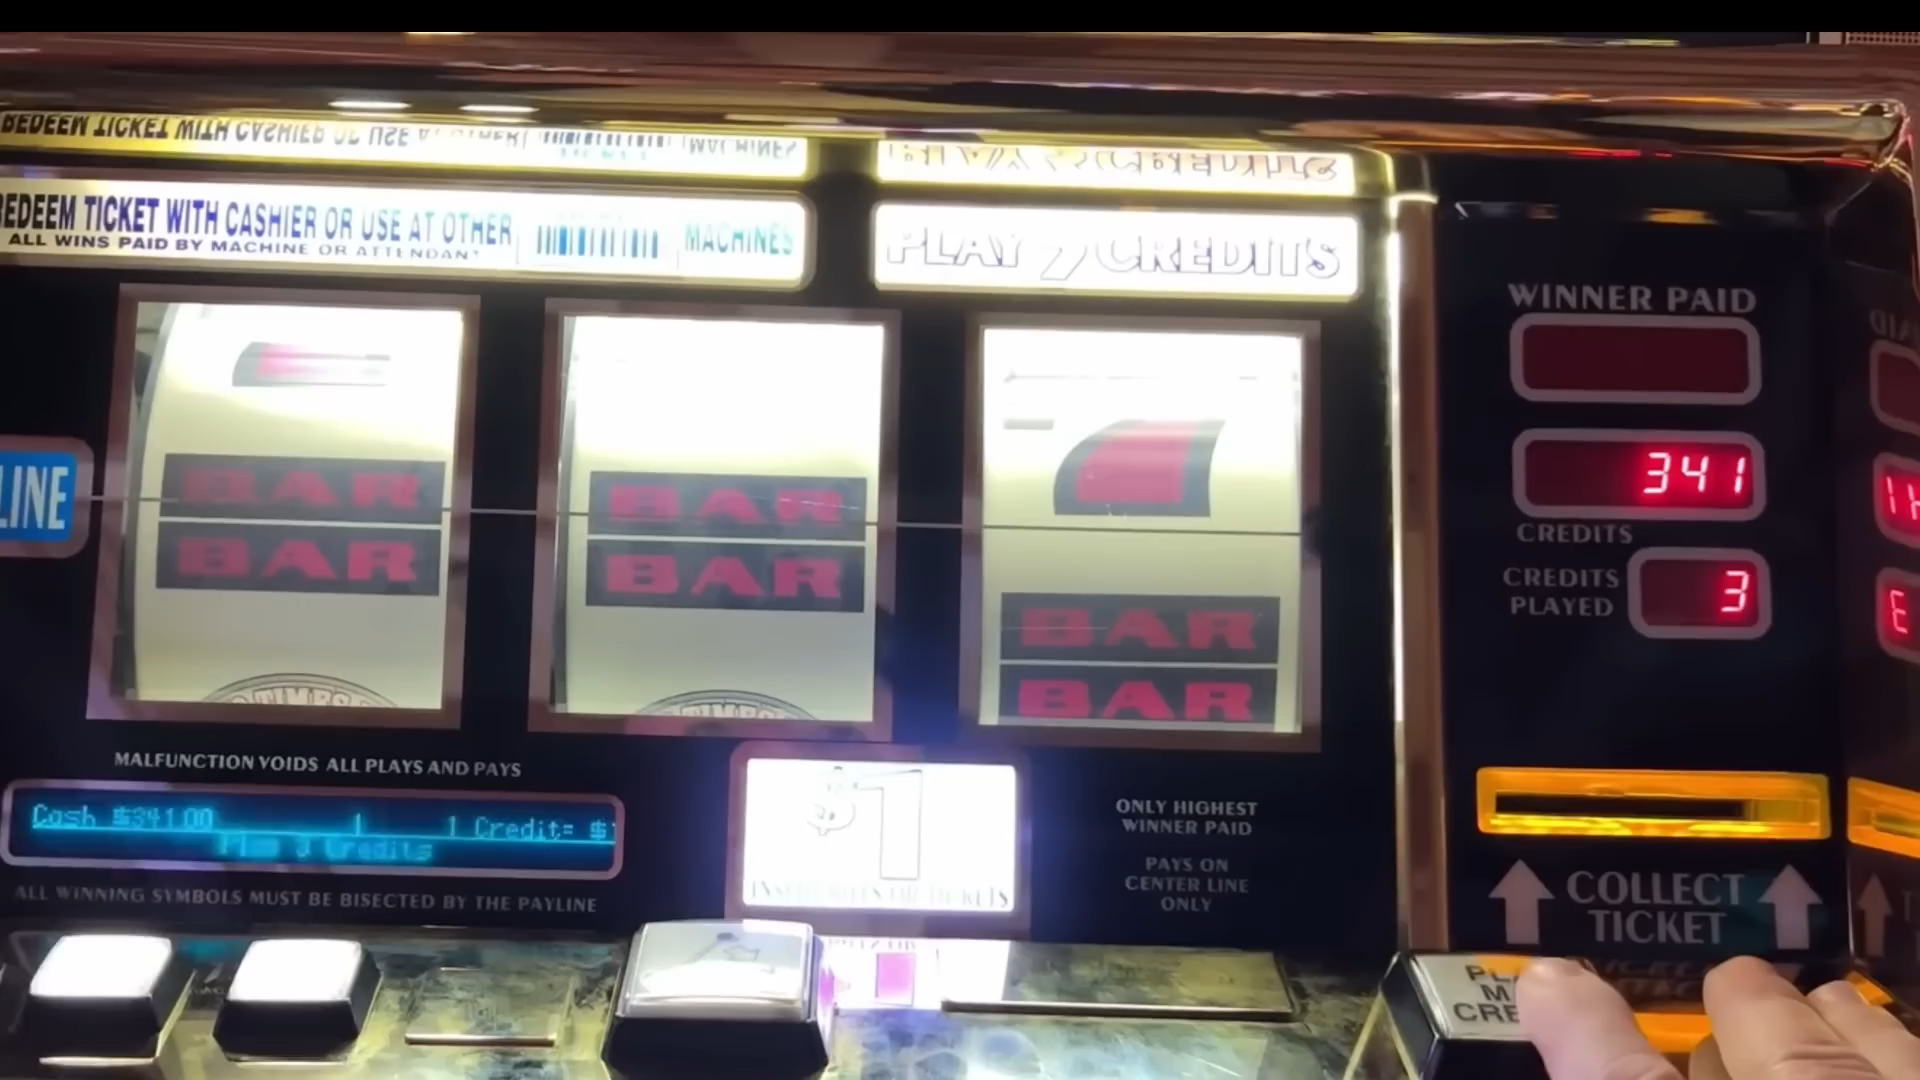 REDEEM TICKET WITH CASHIER OR USE AT OTHER MACHINES
ALL WINS PAID BY MACHINE OR ATTENDANT
PLAY CREDITS
WINNER PAID
341
CREDITS
CREDITS
PLAYED
3
LINE
BAR
BAR
BAR
BAR
7
BAR
BAR
MALFUNCTION VOIDS ALL PLAYS AND PAYS
Cash $341.00 1 1 Credit= $
Credits
ALL WINNING SYMBOLS MUST BE BISECTED BY THE PAYLINE
$1
ONLY HIGHEST
WINNER PAID
PAYS ON
CENTER LINE
ONLY
COLLECT
TICKET